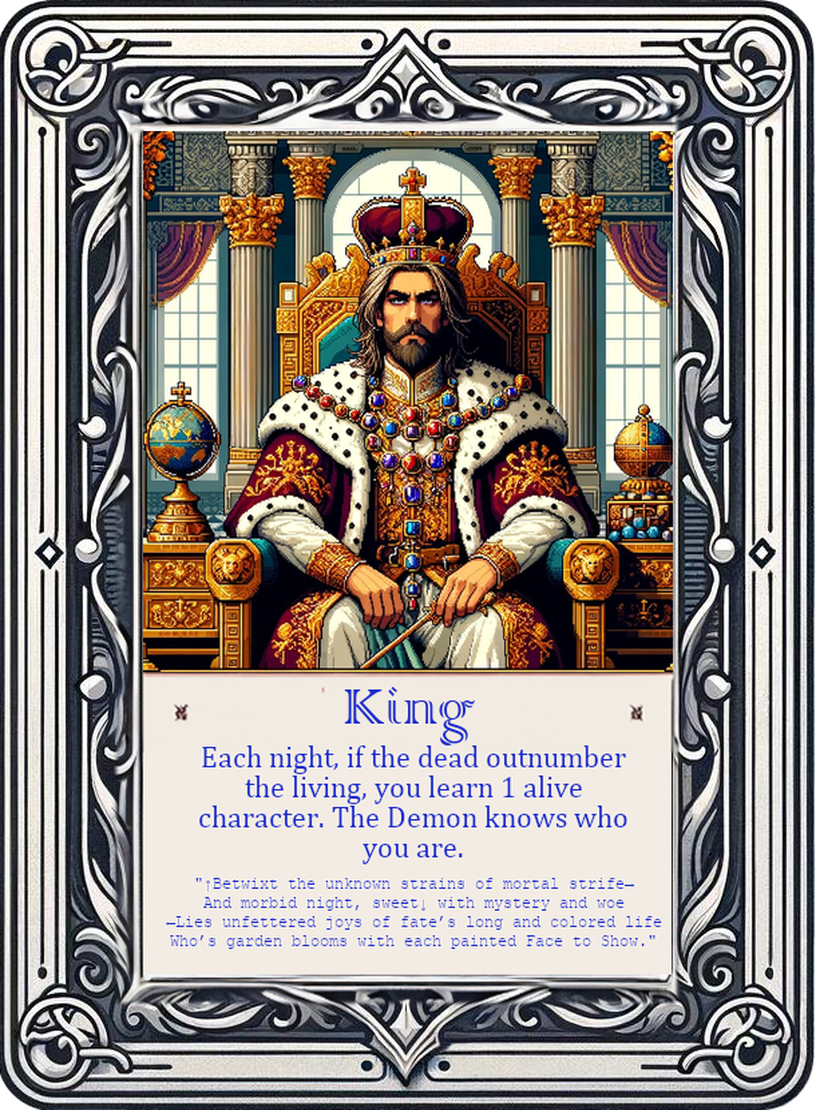 King
Each night, if the dead outnumber
the living, you learn 1 alive
character. The Demon knows who
you are.
"↑Betwixt the unknown strains of mortal strife—
And morbid night, sweet↓ with mystery and woe
—Lies unfettered joys of fate’s long and colored life
Who’s garden blooms with each painted Face to Show."